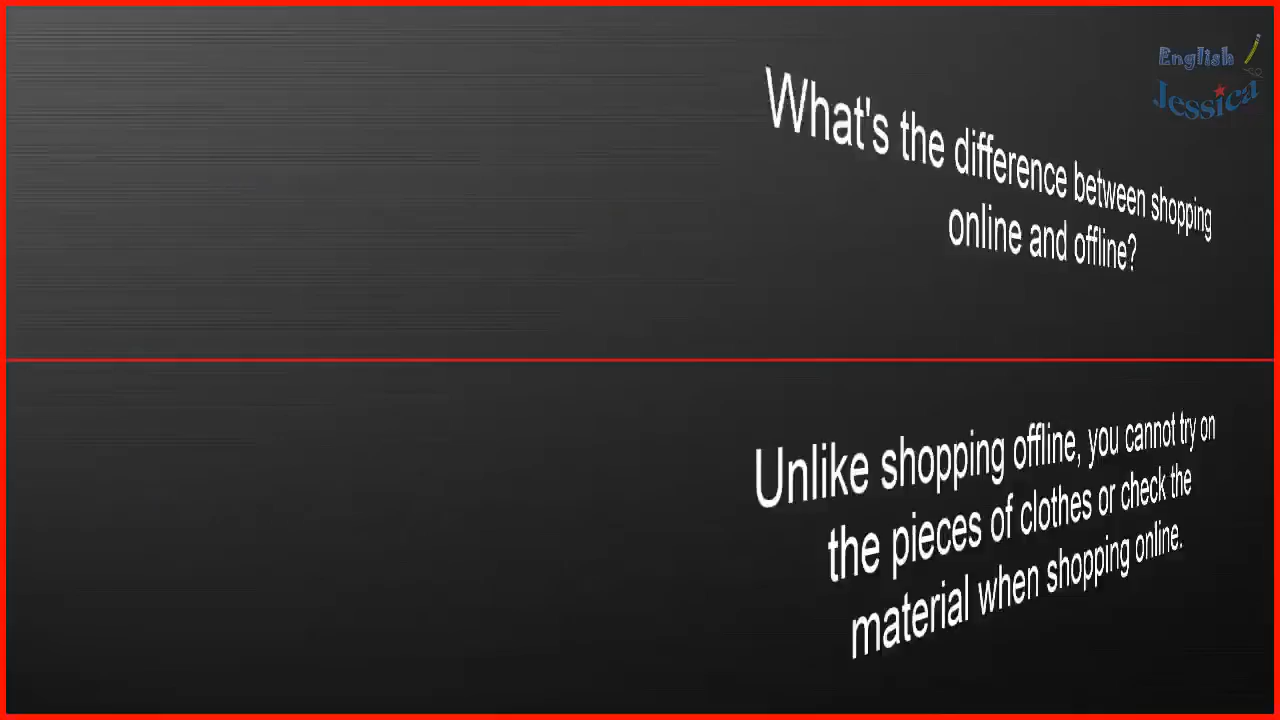 English
Jessica
What's the difference between shopping
online and offline?
Unlike shopping offline, you cannot try on
the pieces of clothes or check the
material when shopping online.